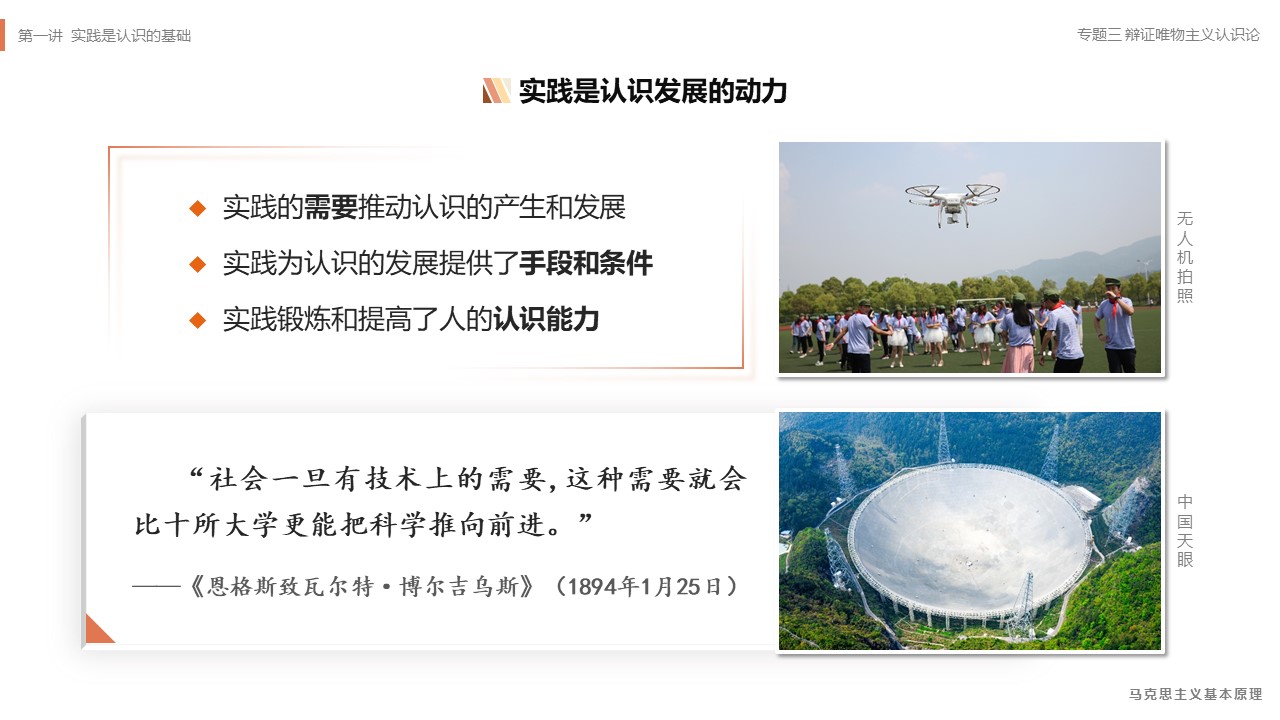 第一讲 实践是认识的基础
专题三 辩证唯物主义认识论
实践是认识发展的动力
实践的需要推动认识的产生和发展
实践为认识的发展提供了手段和条件
实践锻炼和提高了人的认识能力
无人机拍照
“社会一旦有技术上的需要,这种需要就会
比十所大学更能把科学推向前进。”
——《恩格斯致瓦尔特·博尔吉乌斯》（1894年1月25日）
中国天眼
马克思主义基本原理